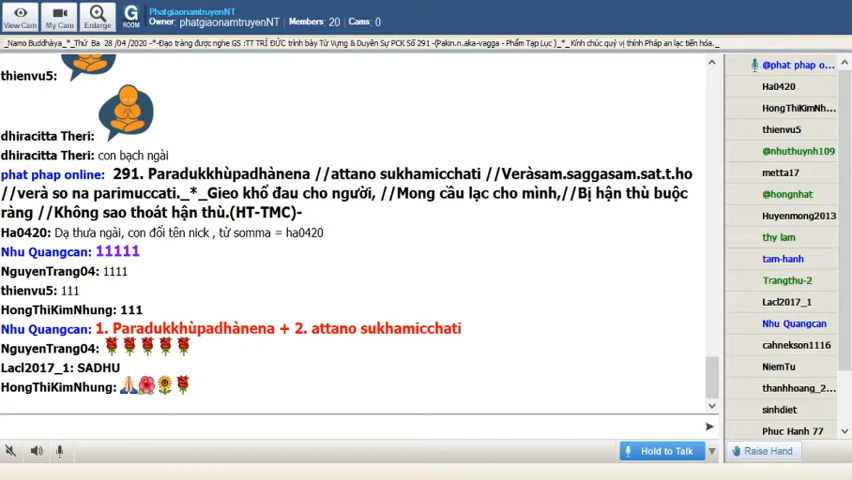 View Cam
My Cam
Enlarge
G
ROOM
Room: PhatgiaonamtruyenNT
Owner: phatgiaonamtruyenNT | Members: 20 | Cams: 0
_Namo Buddhàya_*_Thứ Ba 28 /04 /2020 -*-Đạo tràng được nghe GS :TT TRÍ ĐỨC trình bày Từ Vựng & Duyên Sự PCK Số 291 -(Pakin.n.aka-vagga - Phẩm Tạp Lục )_*_ Kính chúc quý vị thính Pháp an lạc tiến hóa._
thienvu5:
dhiracitta Theri:
dhiracitta Theri: con bạch ngài
phat phap online: 291. Paradukkhùpadhànena //attano sukhamicchati //Veràsam.saggasam.sat.t.ho
//verà so na parimuccati._*_Gieo khổ đau cho người, //Mong cầu lạc cho mình,//Bị hận thù buộc
ràng //Không sao thoát hận thù.(HT-TMC)-
Ha0420: Dạ thưa ngài, con đổi tên nick , từ somma = ha0420
Nhu Quangcan: 11111
NguyenTrang04: 1111
thienvu5: 111
HongThiKimNhung: 111
Nhu Quangcan: 1. Paradukkhùpadhànena + 2. attano sukhamicchati
NguyenTrang04:
Lacl2017_1: SADHU
HongThiKimNhung:
Hold to Talk
@phat phap o...
Ha0420
HongThiKimNh...
thienvu5
@nhuthuynh109
metta17
@hongnhat
Huyenmong2013
thy lam
tam-hanh
Trangthu-2
Lacl2017_1
Nhu Quangcan
cahnekson1116
NiemTu
thanhhoang_2...
sinhdiet
Phuc Hanh 77
Raise Hand